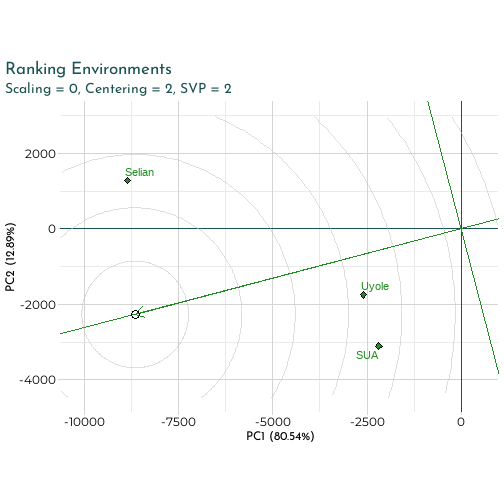 Ranking Environments
Scaling = 0, Centering = 2, SVP = 2
2000
Selian
0
PC2 (12.89%)
Uyole
-2000
SUA
-4000
-10000 -7500 -5000 -2500 0
PC1 (80.54%)